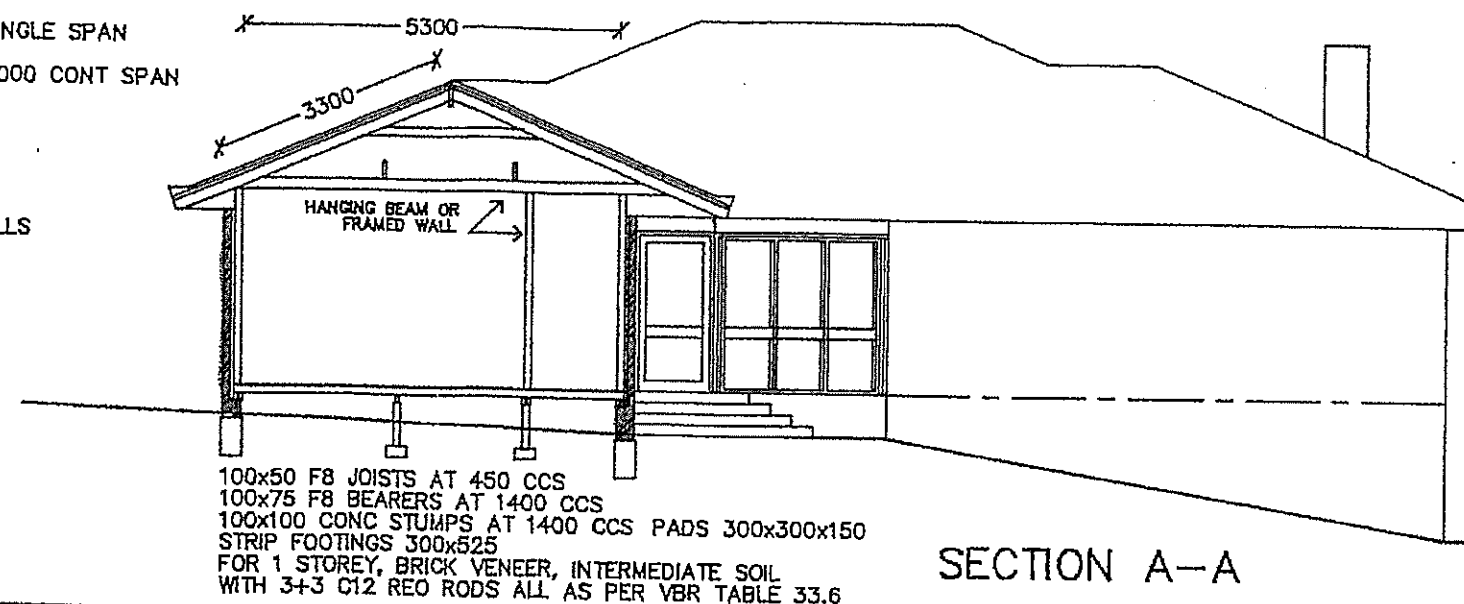 NGLE SPAN
5300
000 CONT SPAN
3300
LLS
HANGING BEAM OR
FRAMED WALL
100x50 F8 JOISTS AT 450 CCS
100x75 F8 BEARERS AT 1400 CCS
100x100 CONC STUMPS AT 1400 CCS PADS 300x300x150
STRIP FOOTINGS 300x525
FOR 1 STOREY, BRICK VENEER, INTERMEDIATE SOIL
WITH 3+3 C12 REO RODS ALL AS PER VBR TABLE 33.6
SECTION A-A